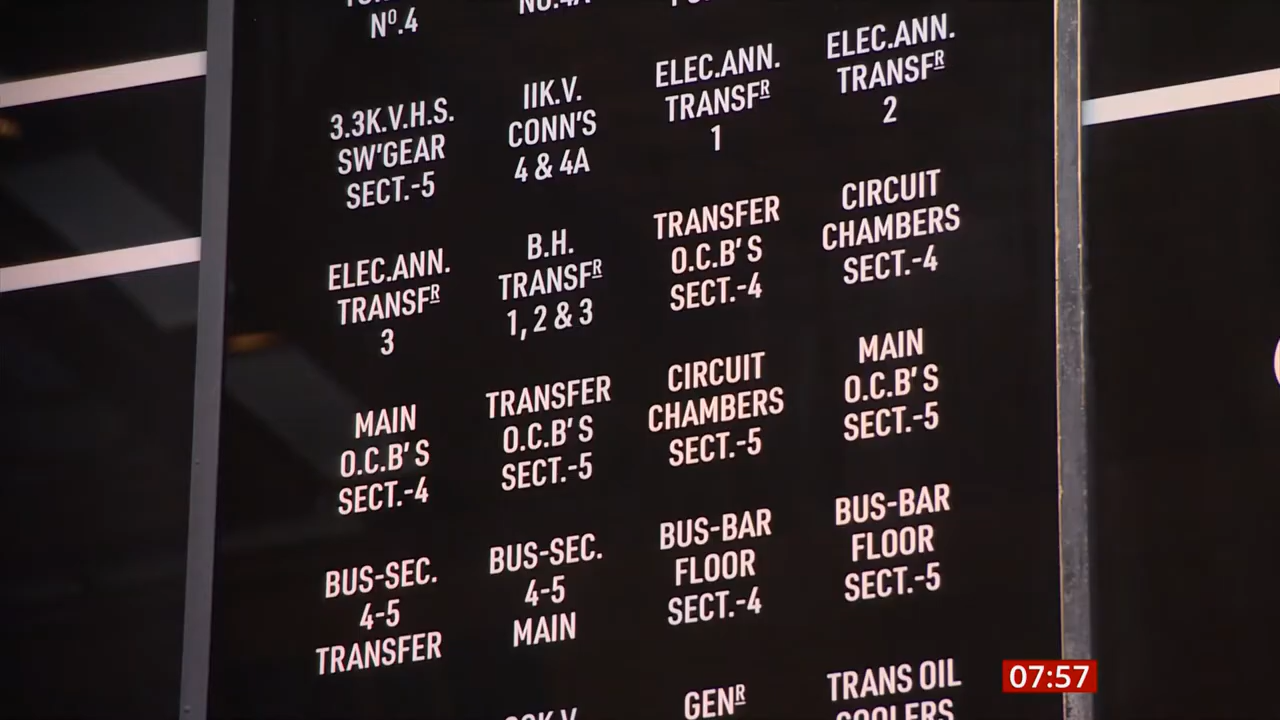 Nº.4
3.3K.V.H.S.
SW'GEAR
SECT.-5
IIK.V.
CONN'S
4 & 4A
ELEC.ANN.
TRANSFR
1
ELEC.ANN.
TRANSFR
2
ELEC.ANN.
TRANSFR
3
B.H.
TRANSFR
1, 2 & 3
TRANSFER
O.C.B'S
SECT.-4
CIRCUIT
CHAMBERS
SECT.-4
MAIN
O.C.B'S
SECT.-4
TRANSFER
O.C.B'S
SECT.-5
CIRCUIT
CHAMBERS
SECT.-5
MAIN
O.C.B'S
SECT.-5
BUS-SEC.
4-5
TRANSFER
BUS-SEC.
4-5
MAIN
BUS-BAR
FLOOR
SECT.-4
BUS-BAR
FLOOR
SECT.-5
GENR
TRANS OIL
COOLERS
07:57